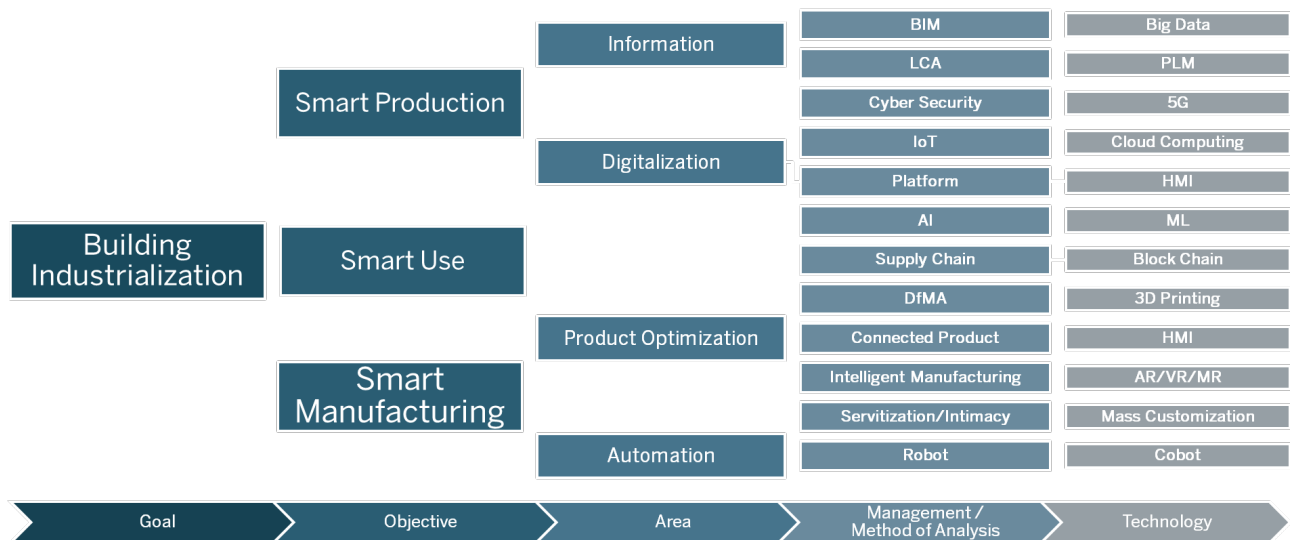 Building
Industrialization
Smart Production
Smart Use
Smart
Manufacturing
Information
Digitalization
Product Optimization
Automation
BIM
LCA
Cyber Security
IoT
Platform
AI
Supply Chain
DfMA
Connected Product
Intelligent Manufacturing
Servitization/Intimacy
Robot
Big Data
PLM
5G
Cloud Computing
HMI
ML
Block Chain
3D Printing
HMI
AR/VR/MR
Mass Customization
Cobot
Goal
Objective
Area
Management /
Method of Analysis
Technology